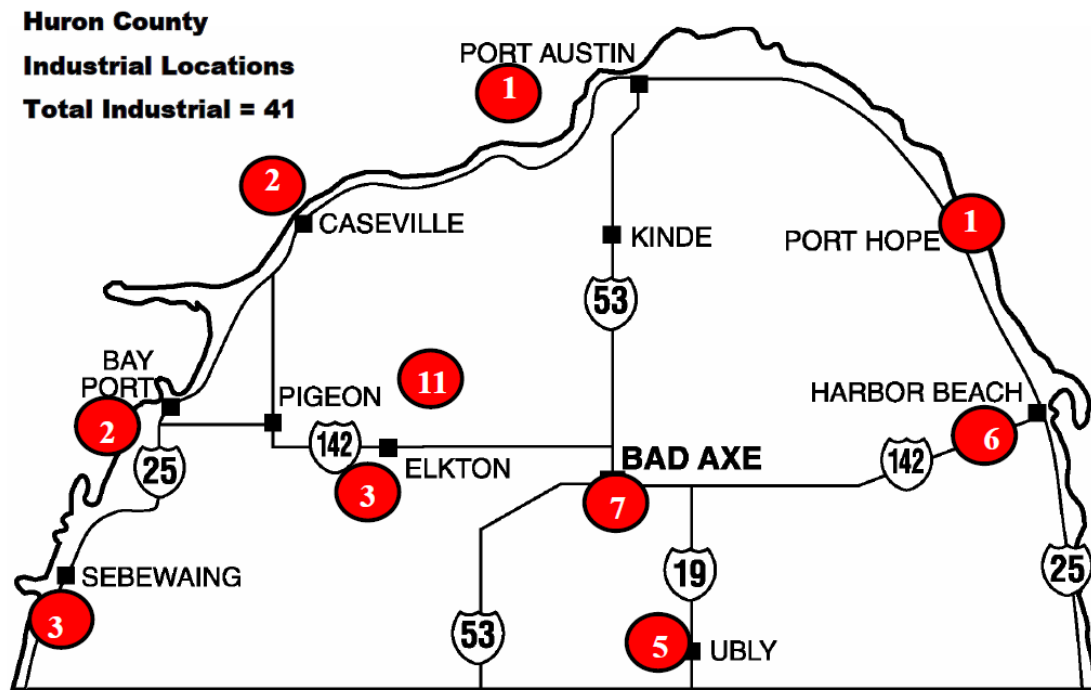 Huron County
Industrial Locations
Total Industrial = 41
PORT AUSTIN
1
2
CASEVILLE
KINDE
PORT HOPE
1
53
BAY
PORT
2
PIGEON
11
HARBOR BEACH
6
142
ELKTON
3
BAD AXE
7
142
25
SEBEWAING
3
53
19
5
UBLY
25